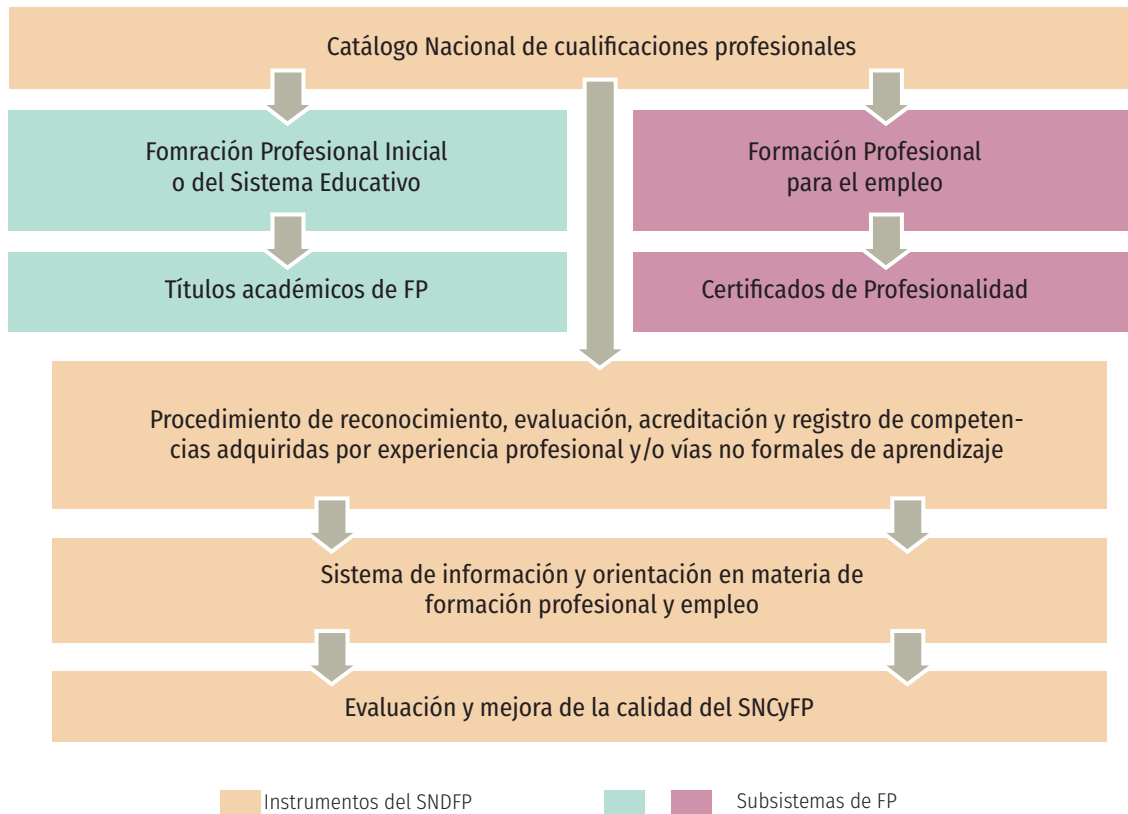 Catálogo Nacional de cualificaciones profesionales
Fomración Profesional Inicial
o del Sistema Educativo
Formación Profesional
para el empleo
Títulos académicos de FP
Certificados de Profesionalidad
Procedimiento de reconocimiento, evaluación, acreditación y registro de competen-
cias adquiridas por experiencia profesional y/o vías no formales de aprendizaje
Sistema de información y orientación en materia de
formación profesional y empleo
Evaluación y mejora de la calidad del SNCyFP
Instrumentos del SNDFP
Subsistemas de FP